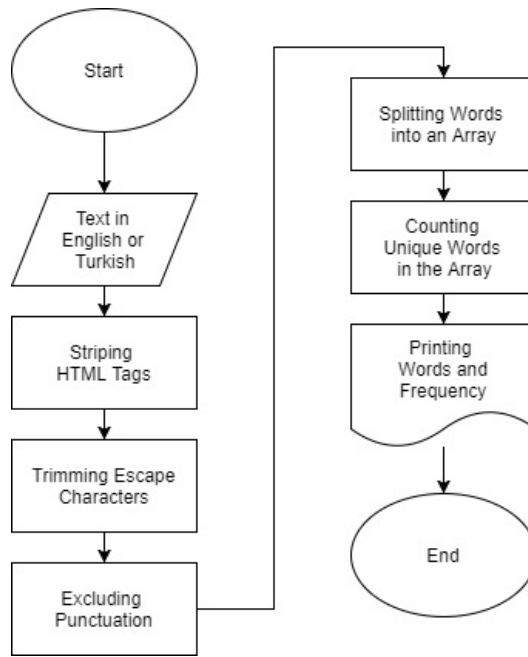 Start
Text in
English or
Turkish
Striping
HTML Tags
Trimming Escape
Characters
Excluding
Punctuation
Splitting Words
into an Array
Counting
Unique Words
in the Array
Printing
Words and
Frequency
End